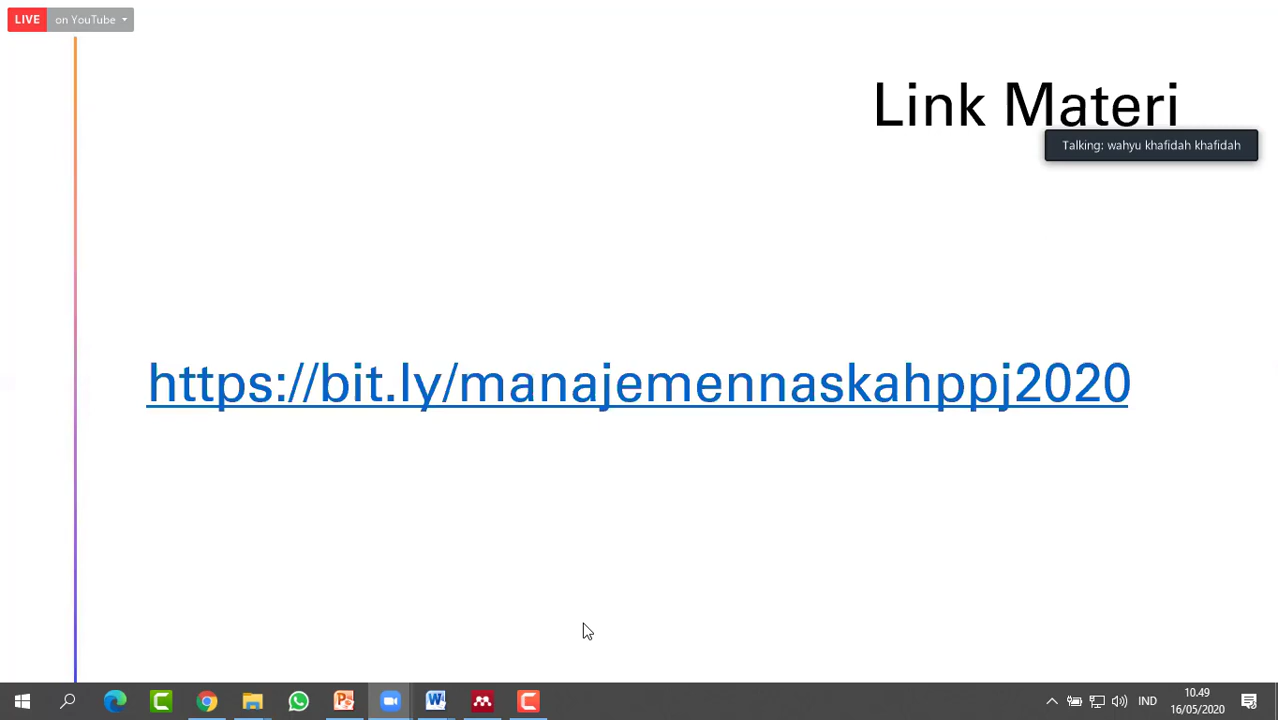 LIVE on YouTube
Link Materi
Talking: wahyu khafidah khafidah
https://bit.ly/manajemennaskahppj2020
IND
10.49
16/05/2020